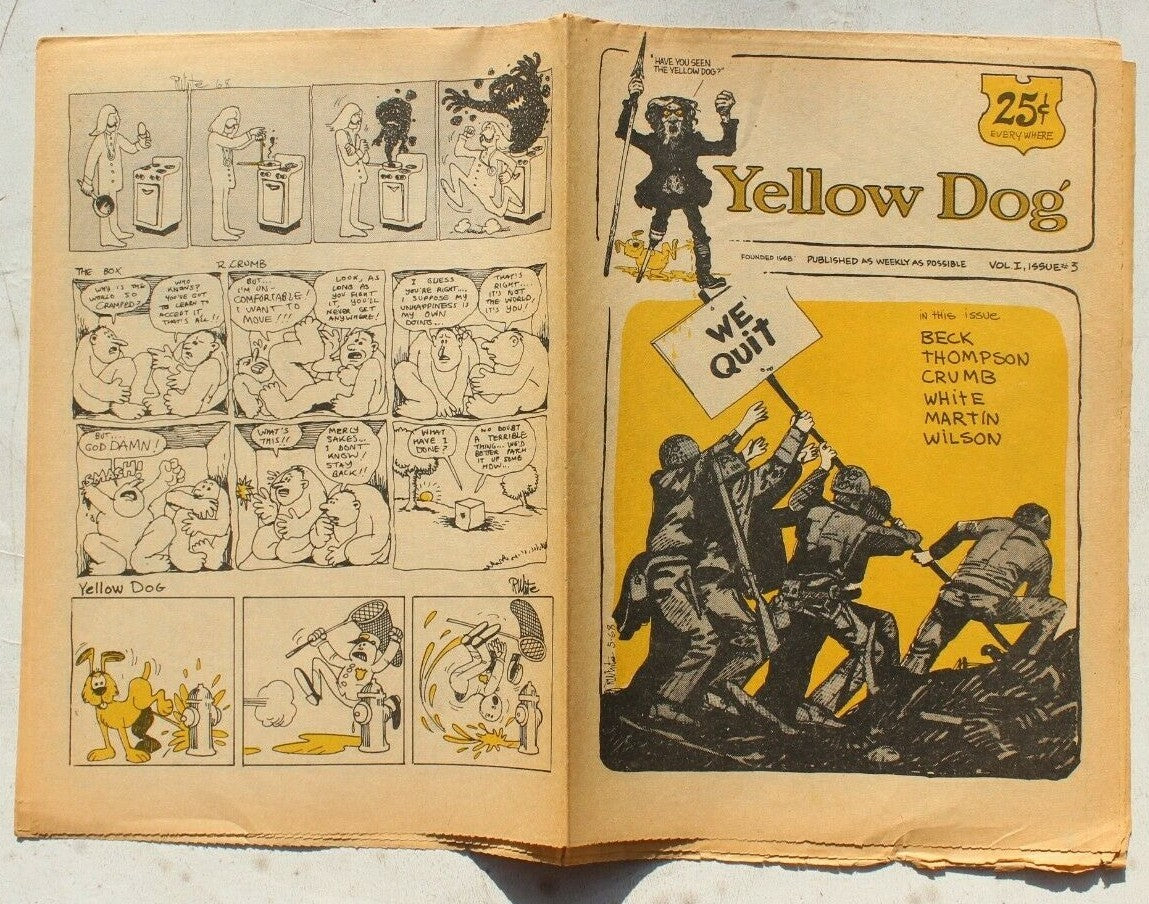 R.White '68
THE BOX
R. CRUMB
WHY IS THE
WORLD SO
CRAMPED?
WHO
KNOWS?
YOU'VE GOT
TO LEARN TO
ACCEPT IT
THAT'S ALL!!
BUT...
I'M UN-
COMFORTABLE!
I WANT TO
MOVE!!!
LOOK, AS
LONG AS
YOU FIGHT
IT YOU'LL
NEVER GET
ANYWHERE!
I GUESS
YOU'RE RIGHT...
I SUPPOSE MY
UNHAPPINESS IS
MY OWN
DOING...
THAT'S
RIGHT...
IT'S NOT
THE WORLD,
IT'S YOU!
BUT...
GOD DAMN!
SMASH!
WHAT'S
THIS!!
MERCY
SAKES...
I DON'T
KNOW!
STAY
BACK!!
WHAT
HAVE I
DONE?
NO DOUBT
A TERRIBLE
THING... WE'D
BETTER PATCH
IT UP SOME
HOW...
Yellow Dog
R.White
"HAVE YOU SEEN
THE YELLOW DOG?"
25¢
EVERYWHERE
Yellow Dog
FOUNDED 1968
PUBLISHED AS WEEKLY AS POSSIBLE
VOL I, ISSUE# 3
WE
QUIT
IN THIS ISSUE
BECK
THOMPSON
CRUMB
WHITE
MARTIN
WILSON